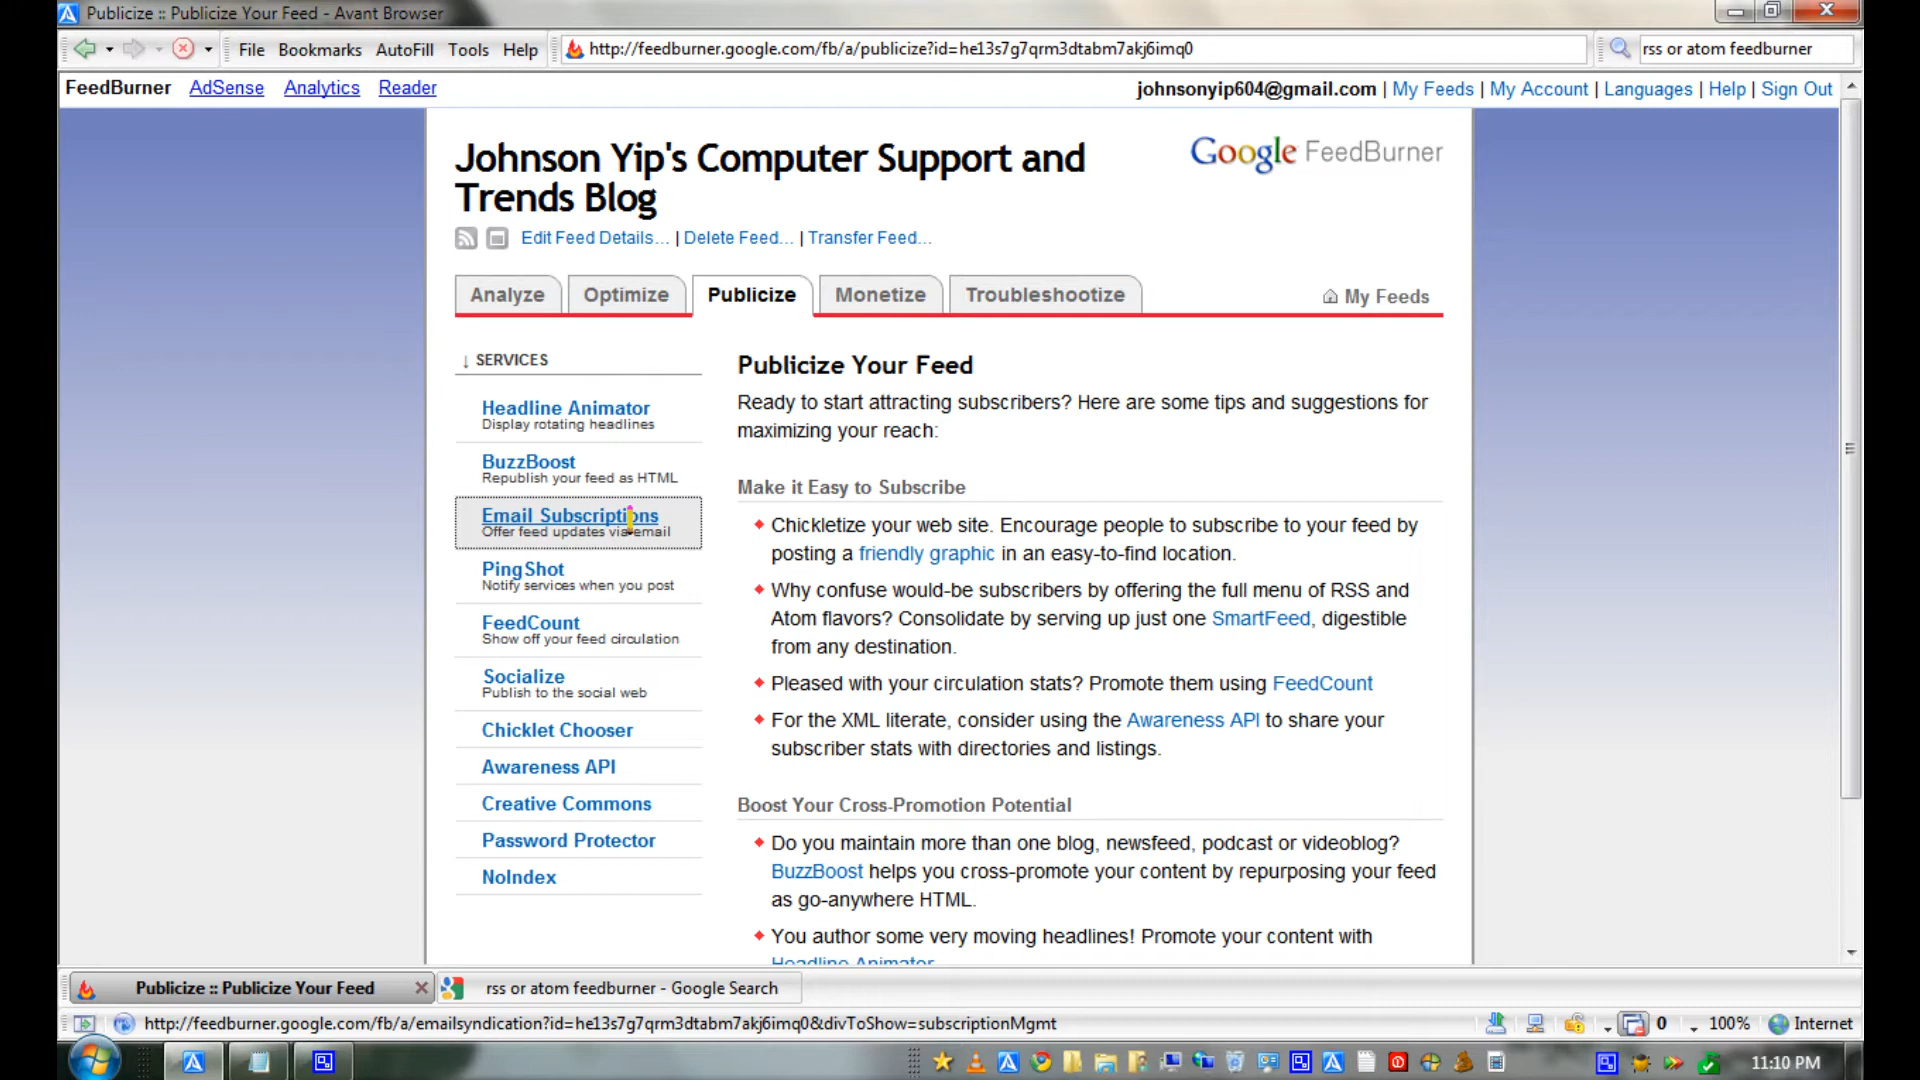 Publicize :: Publicize Your Feed - Avant Browser
File Bookmarks AutoFill Tools Help http://feedburner.google.com/fb/a/publicize?id=he13s7g7qrm3dtabm7akj6imq0 rss or atom feedburner
FeedBurner AdSense Analytics Reader johnsonyip604@gmail.com | My Feeds | My Account | Languages | Help | Sign Out
Johnson Yip's Computer Support and
Trends Blog
Google FeedBurner
Edit Feed Details... | Delete Feed... | Transfer Feed...
Analyze Optimize Publicize Monetize Troubleshootize My Feeds
↓ SERVICES
Headline Animator
Display rotating headlines
BuzzBoost
Republish your feed as HTML
Email Subscriptions
Offer feed updates via email
PingShot
Notify services when you post
FeedCount
Show off your feed circulation
Socialize
Publish to the social web
Chicklet Chooser
Awareness API
Creative Commons
Password Protector
NoIndex
Publicize Your Feed
Ready to start attracting subscribers? Here are some tips and suggestions for
maximizing your reach:
Make it Easy to Subscribe
Chickletize your web site. Encourage people to subscribe to your feed by
posting a friendly graphic in an easy-to-find location.
Why confuse would-be subscribers by offering the full menu of RSS and
Atom flavors? Consolidate by serving up just one SmartFeed, digestible
from any destination.
Pleased with your circulation stats? Promote them using FeedCount
For the XML literate, consider using the Awareness API to share your
subscriber stats with directories and listings.
Boost Your Cross-Promotion Potential
Do you maintain more than one blog, newsfeed, podcast or videoblog?
BuzzBoost helps you cross-promote your content by repurposing your feed
as go-anywhere HTML.
You author some very moving headlines! Promote your content with
Headline Animator
Publicize :: Publicize Your Feed rss or atom feedburner - Google Search
http://feedburner.google.com/fb/a/emailsyndication?id=he13s7g7qrm3dtabm7akj6imq0&divToShow=subscriptionMgmt 0 100% Internet
11:10 PM